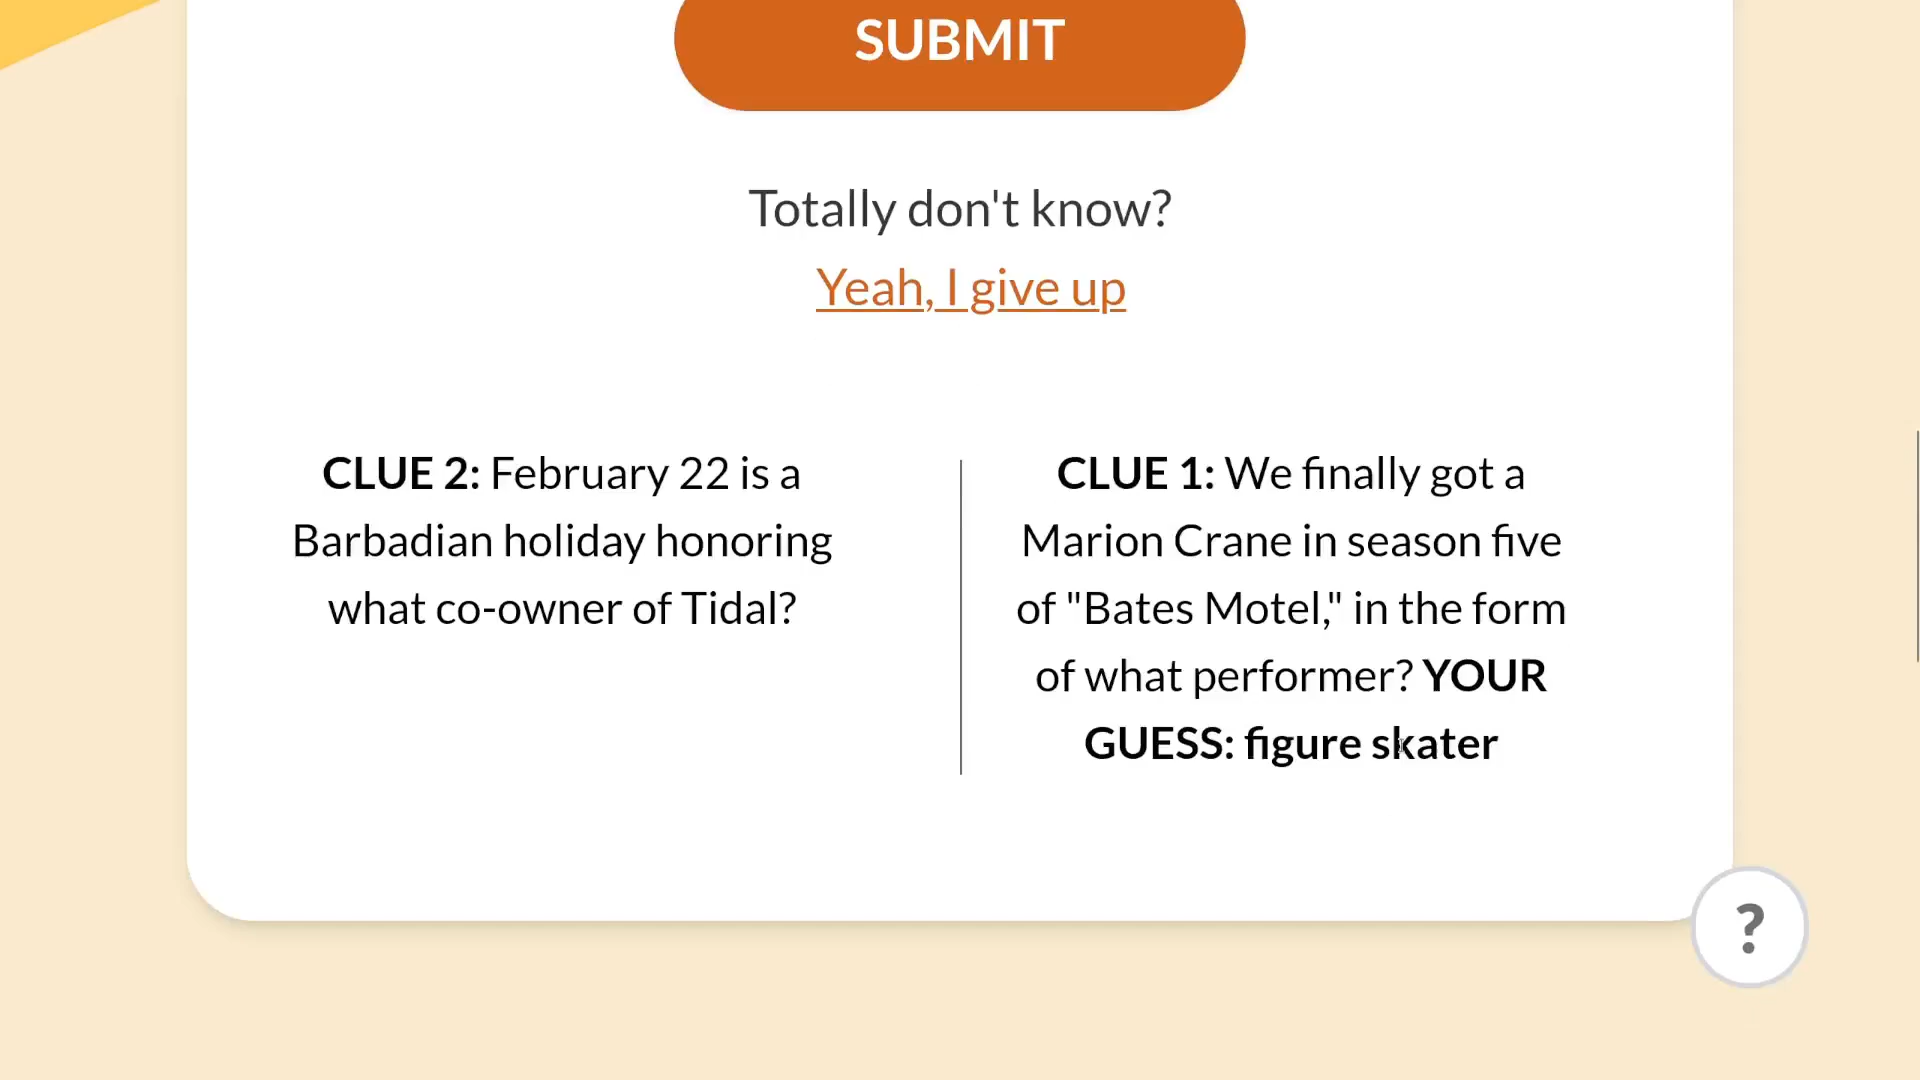 SUBMIT
Totally don't know?
Yeah, I give up
CLUE 2: February 22 is a
Barbadian holiday honoring
what co-owner of Tidal?
CLUE 1: We finally got a
Marion Crane in season five
of "Bates Motel," in the form
of what performer? YOUR
GUESS: figure skater
?